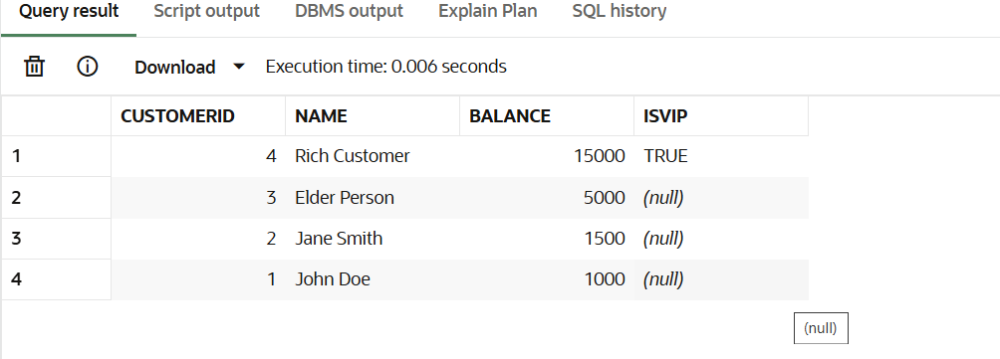 Query result Script output DBMS output Explain Plan SQL history
Download Execution time: 0.006 seconds
CUSTOMERID NAME BALANCE ISVIP
1 4 Rich Customer 15000 TRUE
2 3 Elder Person 5000 (null)
3 2 Jane Smith 1500 (null)
4 1 John Doe 1000 (null)
(null)